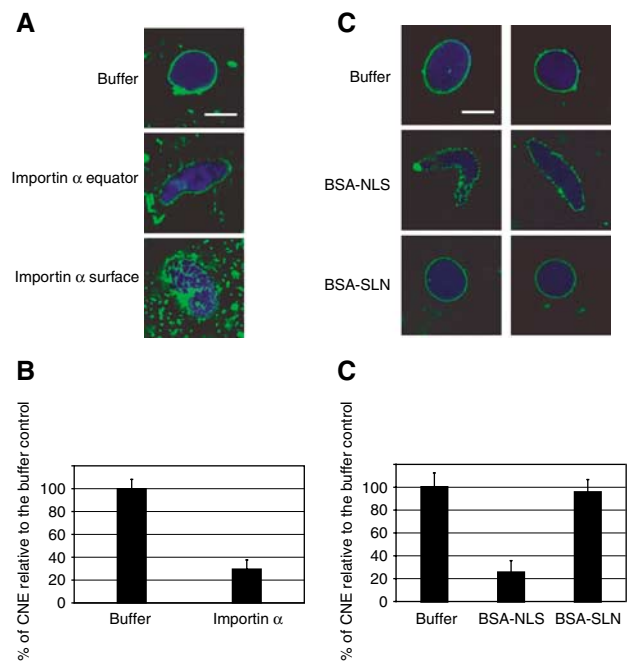 A
Buffer
Importin α equator
Importin α surface
C
Buffer
BSA-NLS
BSA-SLN
B
% of CNE relative to the buffer control
100
80
60
40
20
0
Buffer
Importin α
C
% of CNE relative to the buffer control
100
80
60
40
20
0
Buffer
BSA-NLS
BSA-SLN